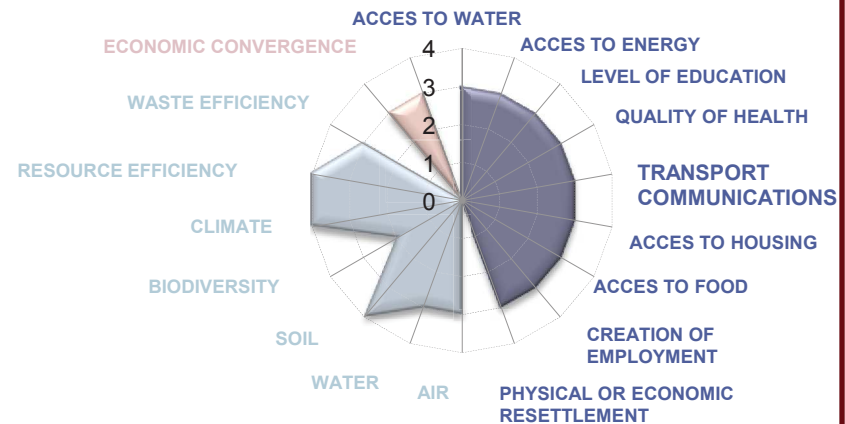 ACCES TO WATER
ECONOMIC CONVERGENCE
4
ACCES TO ENERGY
LEVEL OF EDUCATION
3
WASTE EFFICIENCY
QUALITY OF HEALTH
2
RESOURCE EFFICIENCY
1
TRANSPORT
COMMUNICATIONS
0
CLIMATE
ACCES TO HOUSING
BIODIVERSITY
ACCES TO FOOD
SOIL
CREATION OF
EMPLOYMENT
WATER
AIR
PHYSICAL OR ECONOMIC
RESETTLEMENT